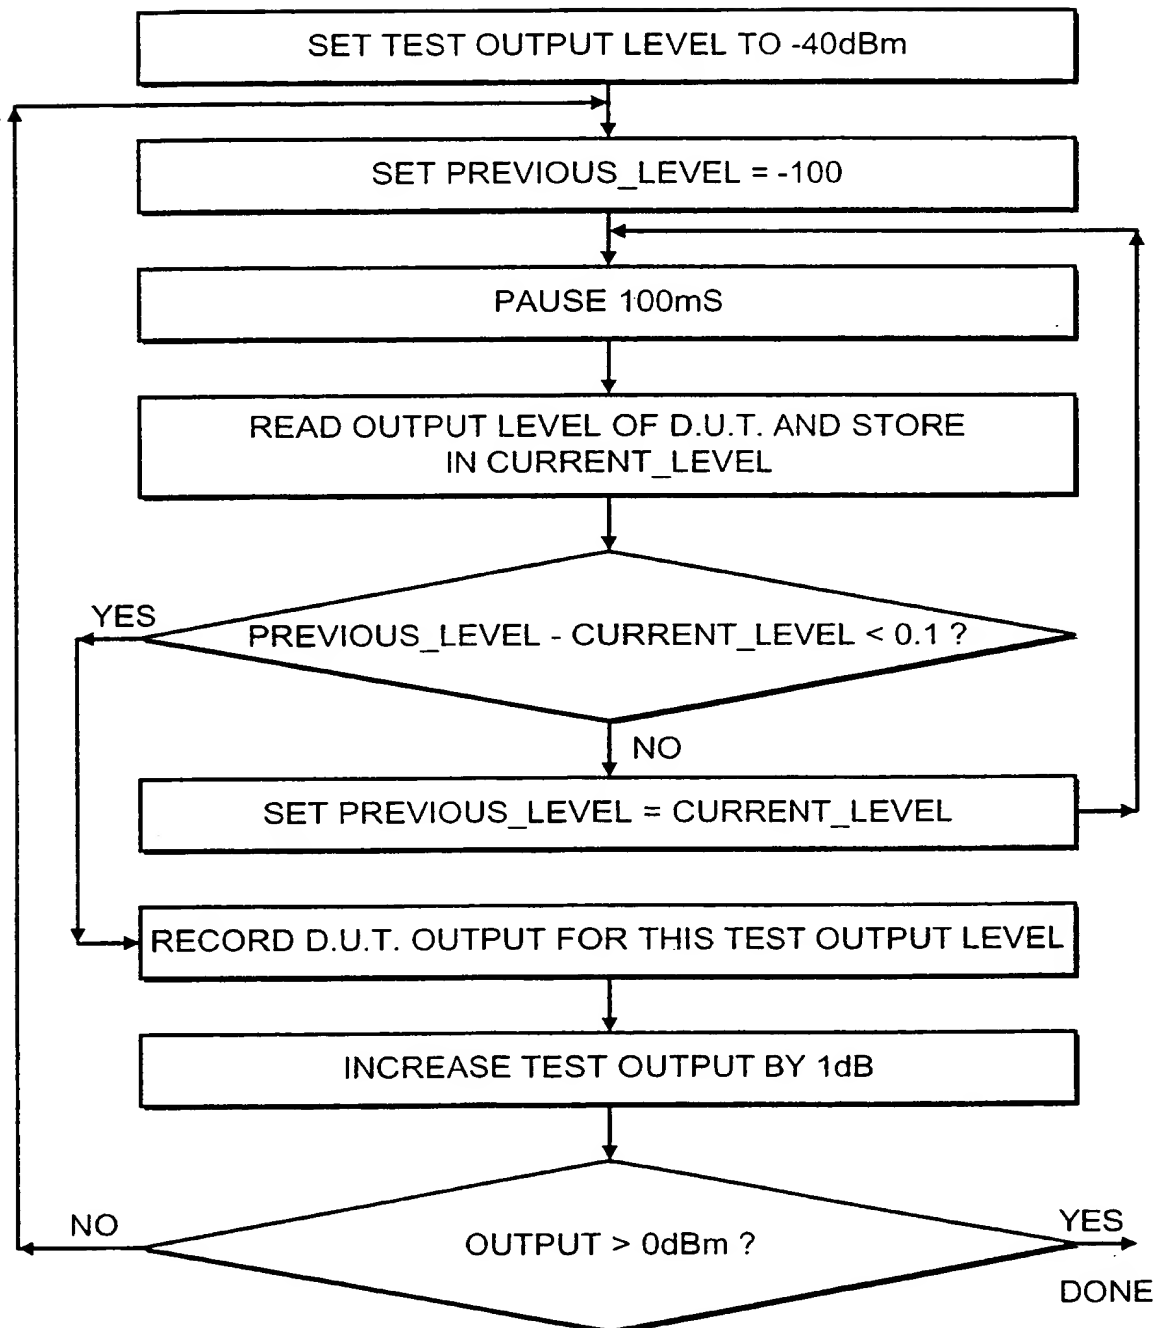 SET TEST OUTPUT LEVEL TO -40dBm
SET PREVIOUS_LEVEL = -100
PAUSE 100mS
READ OUTPUT LEVEL OF D.U.T. AND STORE
IN CURRENT_LEVEL
YES
PREVIOUS_LEVEL - CURRENT_LEVEL < 0.1 ?
NO
SET PREVIOUS_LEVEL = CURRENT_LEVEL
RECORD D.U.T. OUTPUT FOR THIS TEST OUTPUT LEVEL
INCREASE TEST OUTPUT BY 1dB
NO
OUTPUT > 0dBm ?
YES
DONE